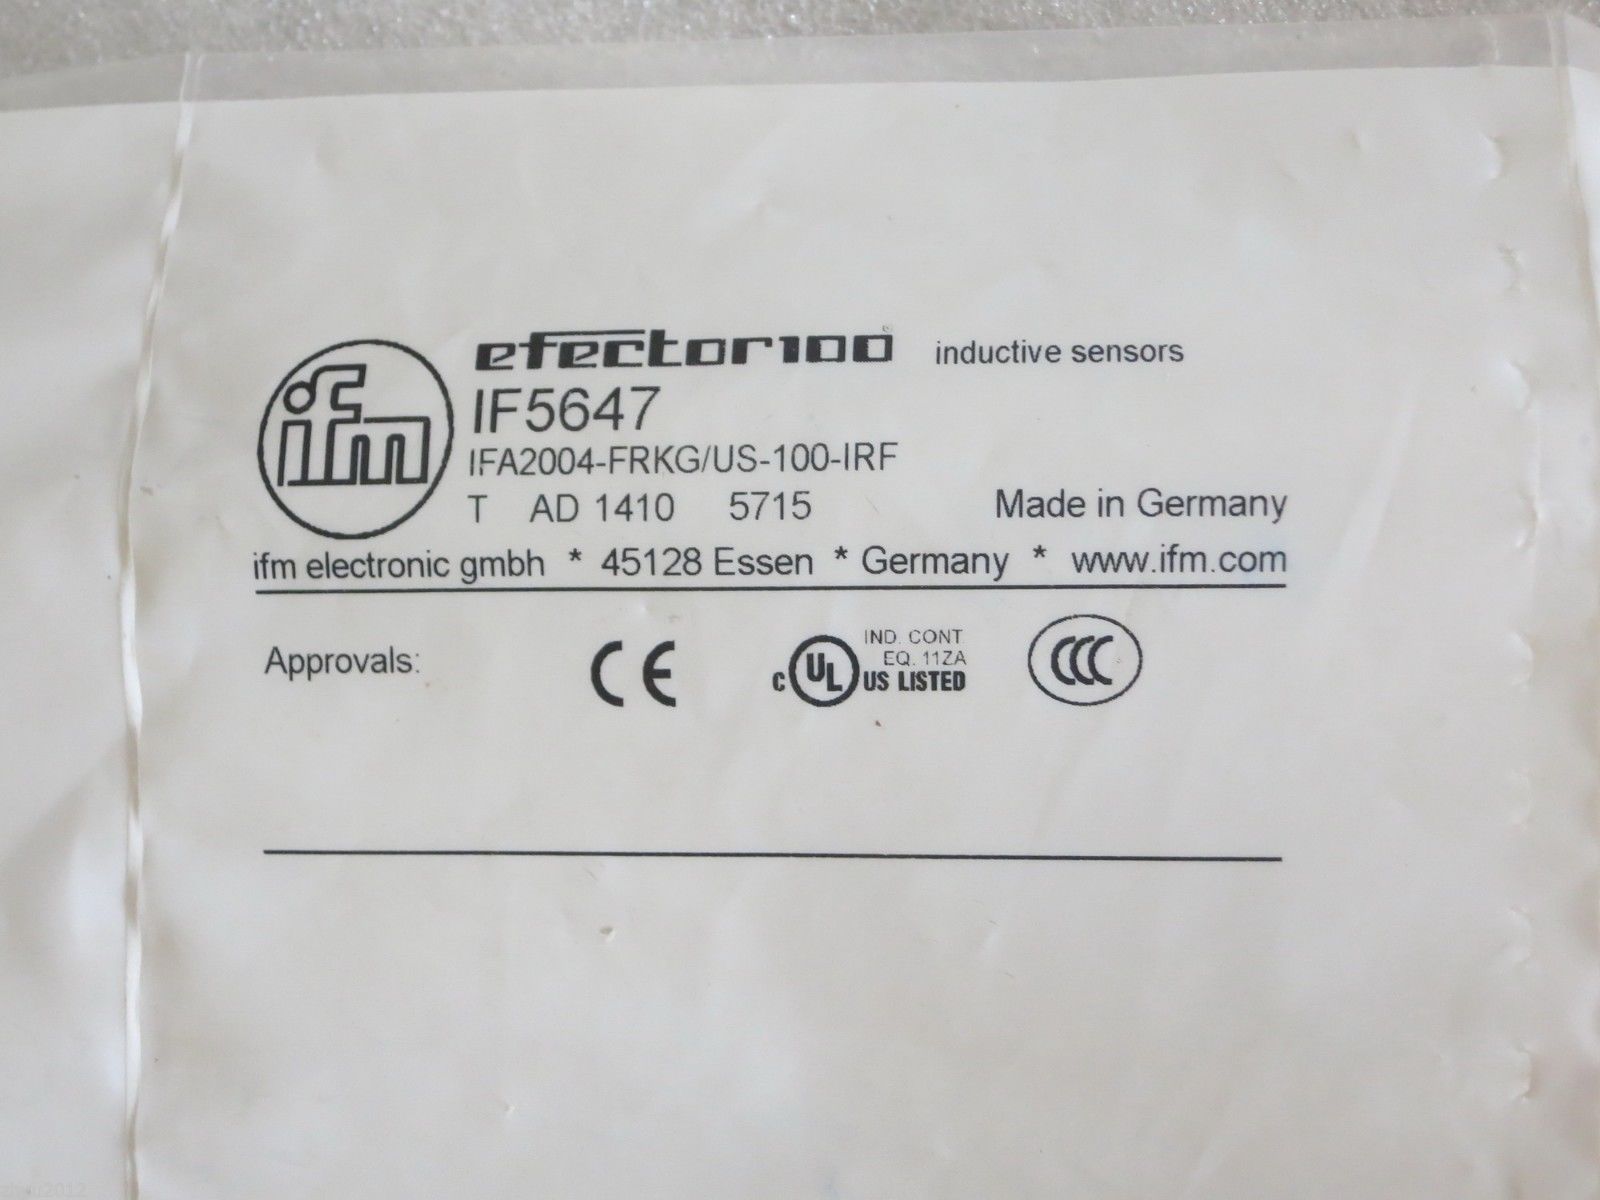 ifm
efector100 inductive sensors
IF5647
IFA2004-FRKG/US-100-IRF
T AD 1410 5715 Made in Germany
ifm electronic gmbh * 45128 Essen * Germany * www.ifm.com
Approvals: CE c UL US LISTED IND. CONT. EQ. 11ZA CCC